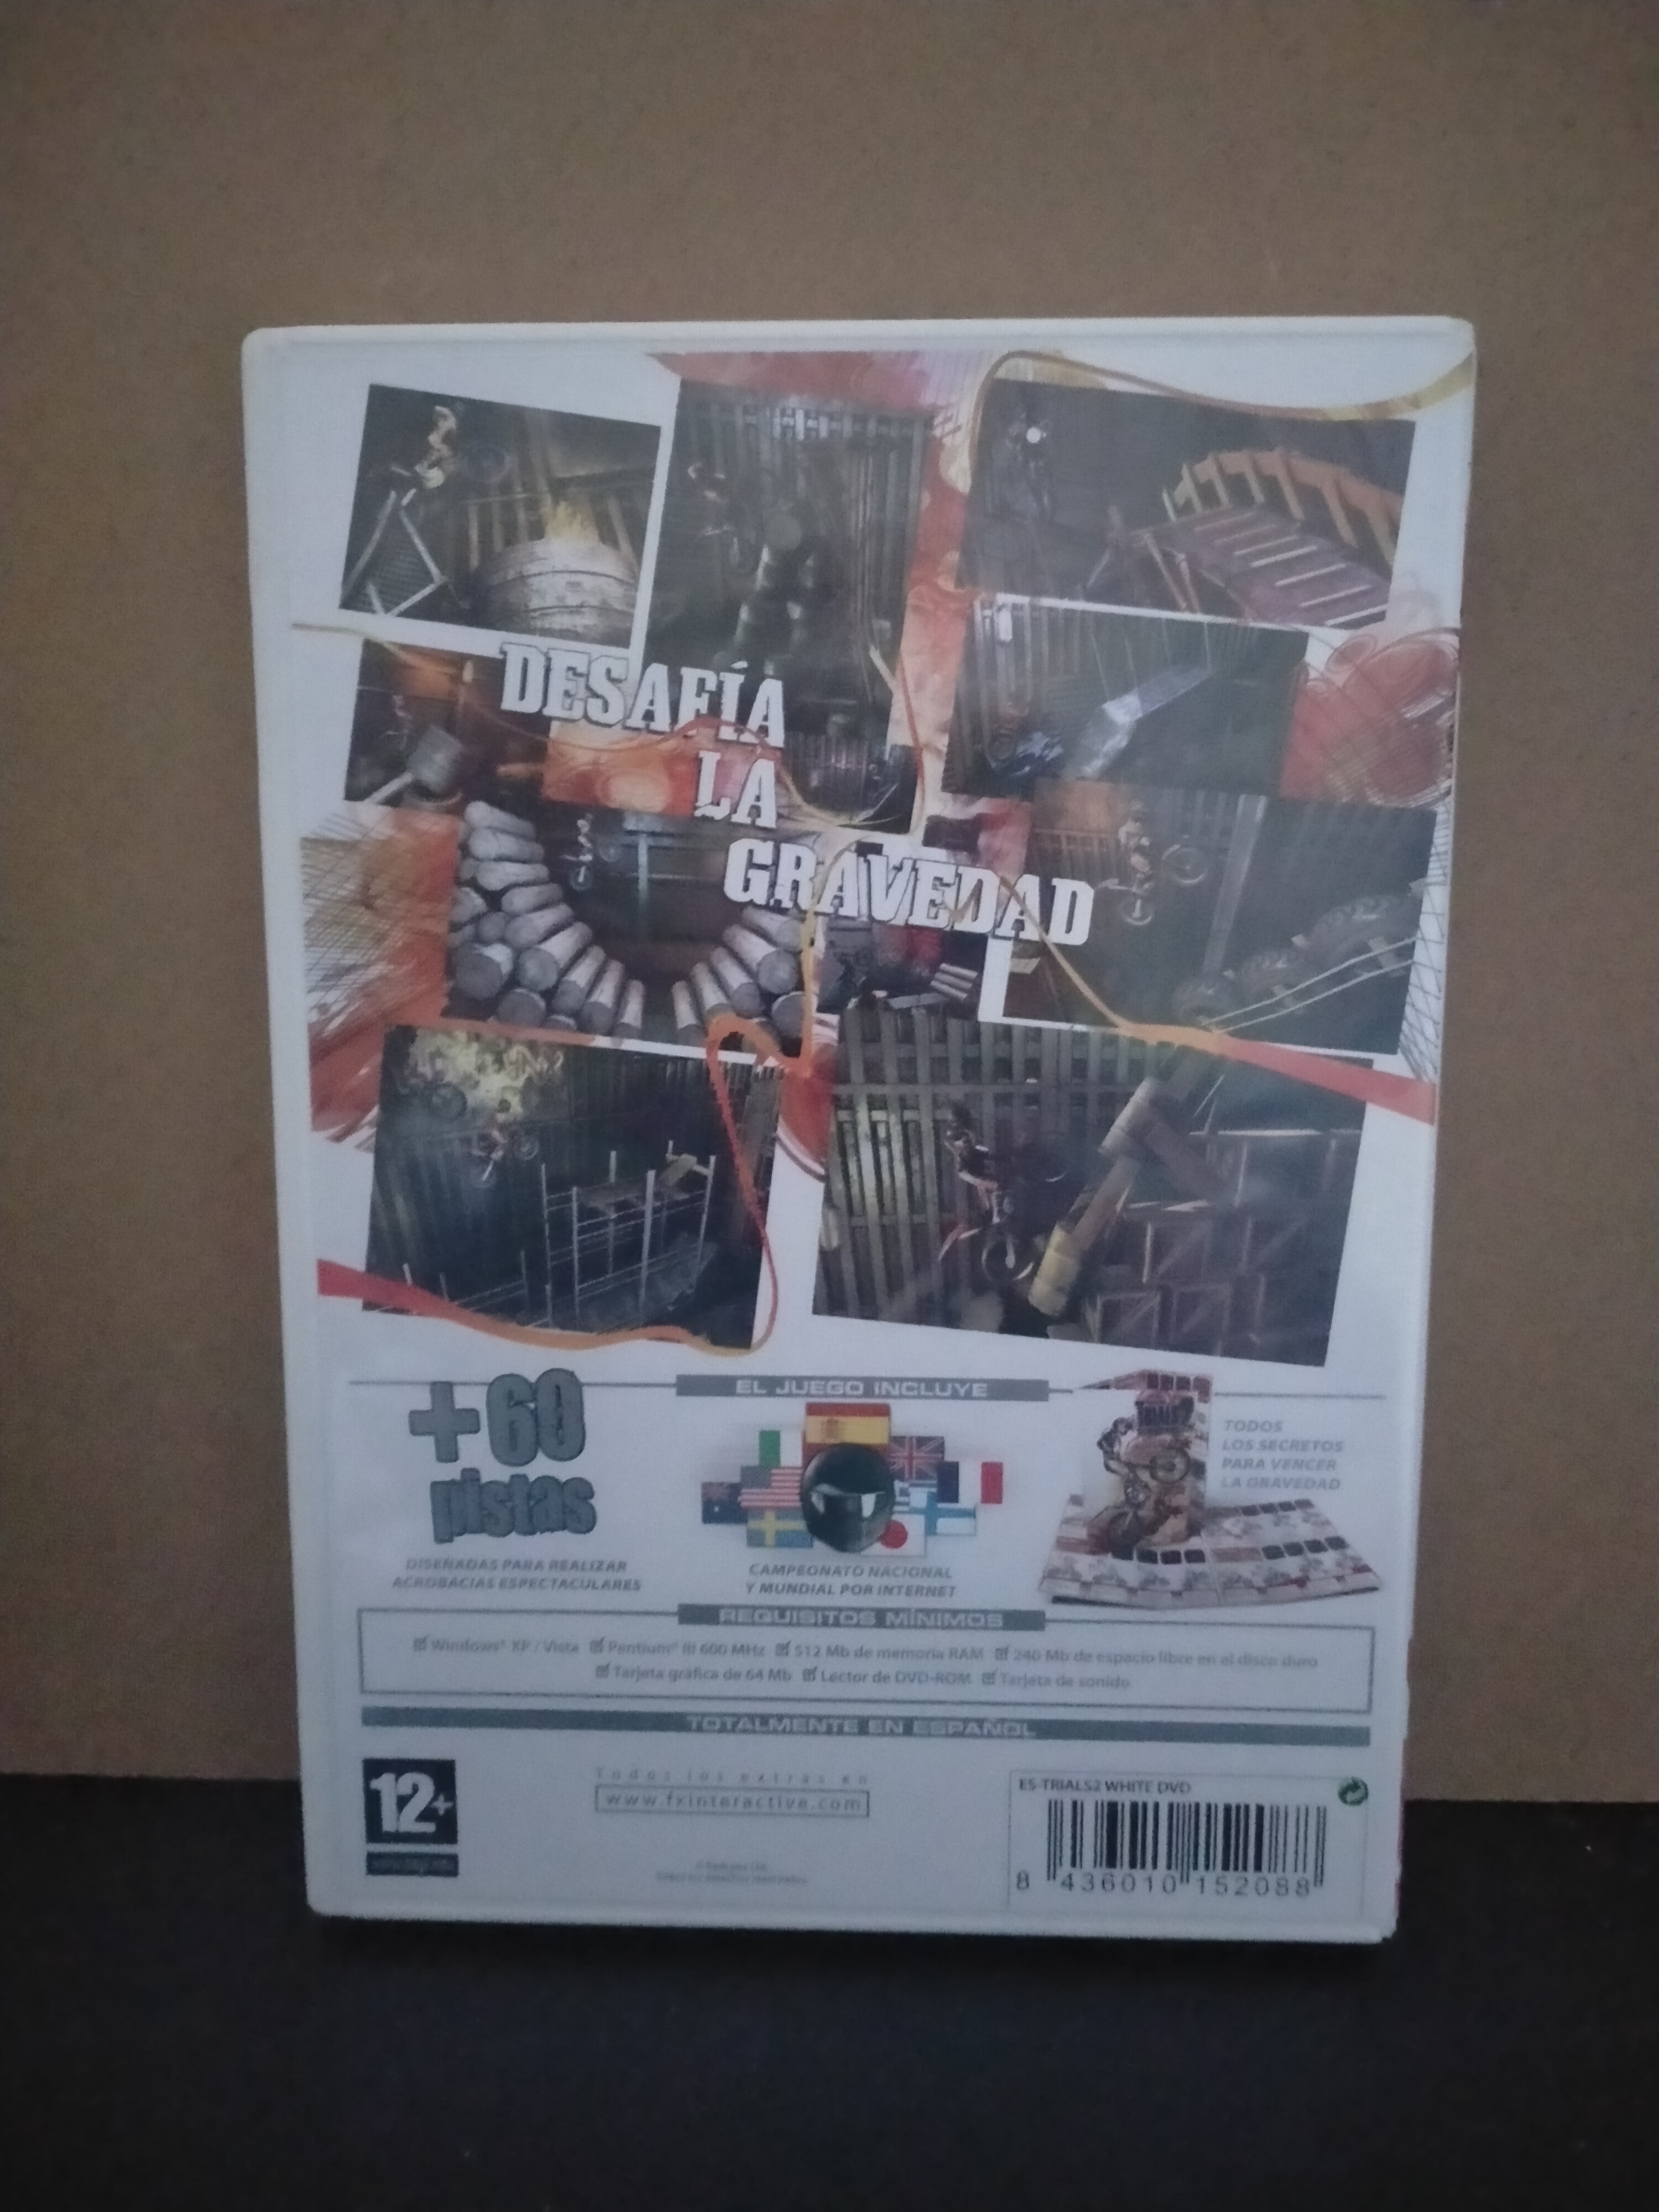 DESAFÍA
LA
GRAVEDAD
EL JUEGO INCLUYE
+60
pistas
DISEÑADAS PARA REALIZAR
ACROBACIAS ESPECTACULARES
CAMPEONATO NACIONAL
Y MUNDIAL POR INTERNET
TODOS
LOS SECRETOS
PARA VENCER
LA GRAVEDAD
REQUISITOS MÍNIMOS
Windows® XP / Vista Pentium® III 600 MHz 512 Mb de memoria RAM 240 Mb de espacio libre en el disco duro
Tarjeta gráfica de 64 Mb Lector de DVD-ROM Tarjeta de sonido
TOTALMENTE EN ESPAÑOL
12+
Todos los extras en
www.fxinteractive.com
ES-TRIALS2 WHITE DVD
8 436010 152088